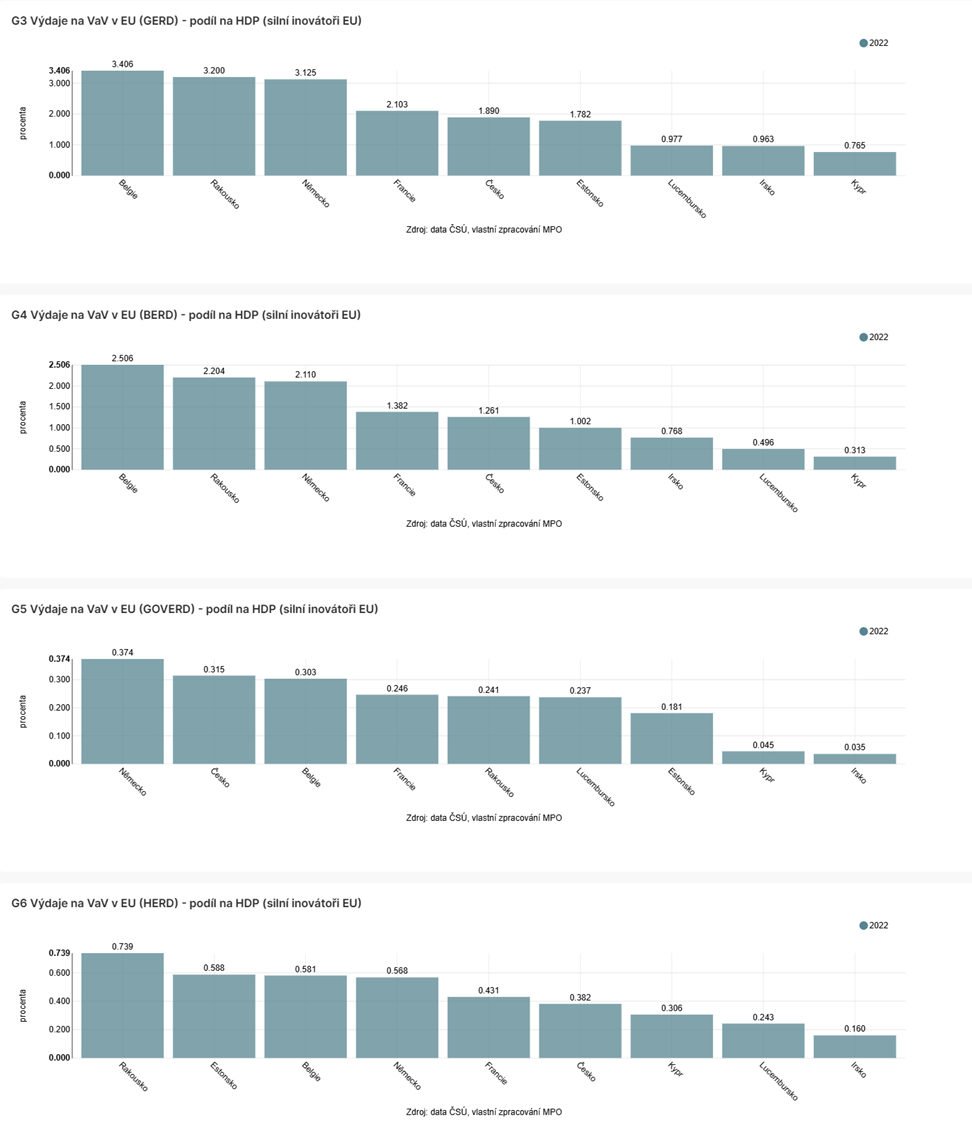 G3 Výdaje na VaV v EU (GERD) - podíl na HDP (silní inovátoři EU)
2022
3.406
3.000
2.000
1.000
0.000
procenta
3.406
3.200
3.125
2.103
1.890
1.782
0.977
0.963
0.765
Belgie
Rakousko
Německo
Francie
Česko
Estonsko
Lucembursko
Irsko
Kypr
Zdroj: data ČSÚ, vlastní zpracování MPO
G4 Výdaje na VaV v EU (BERD) - podíl na HDP (silní inovátoři EU)
2022
2.506
2.000
1.500
1.000
0.500
0.000
procenta
2.506
2.204
2.110
1.382
1.261
1.002
0.768
0.496
0.313
Belgie
Rakousko
Německo
Francie
Česko
Estonsko
Irsko
Lucembursko
Kypr
Zdroj: data ČSÚ, vlastní zpracování MPO
G5 Výdaje na VaV v EU (GOVERD) - podíl na HDP (silní inovátoři EU)
2022
0.374
0.300
0.200
0.100
0.000
procenta
0.374
0.315
0.303
0.246
0.241
0.237
0.181
0.045
0.035
Německo
Česko
Belgie
Francie
Rakousko
Lucembursko
Estonsko
Kypr
Irsko
Zdroj: data ČSÚ, vlastní zpracování MPO
G6 Výdaje na VaV v EU (HERD) - podíl na HDP (silní inovátoři EU)
2022
0.739
0.600
0.400
0.200
0.000
procenta
0.739
0.588
0.581
0.568
0.431
0.382
0.306
0.243
0.160
Rakousko
Estonsko
Belgie
Německo
Francie
Česko
Kypr
Lucembursko
Irsko
Zdroj: data ČSÚ, vlastní zpracování MPO